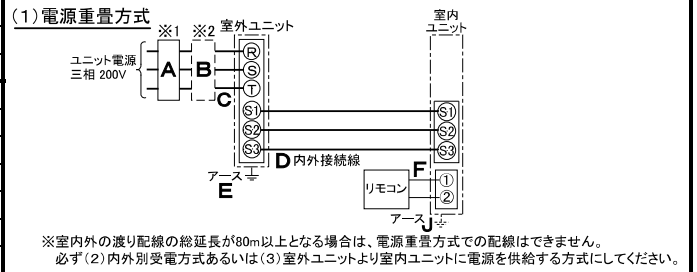 (1)電源重畳方式
※1 ※2 室外ユニット
室内
ユニット
ユニット電源
三相 200V
A B
C
R
S
T
S1 S1
S2 S2
S3 S3
D 内外接続線
アース
E
F
リモコン
①
②
アース J
※室内外の渡り配線の総延長が80m以上となる場合は、電源重畳方式での配線はできません。
必ず(2)内外別受電方式あるいは(3)室外ユニットより室内ユニットに電源を供給する方式にしてください。